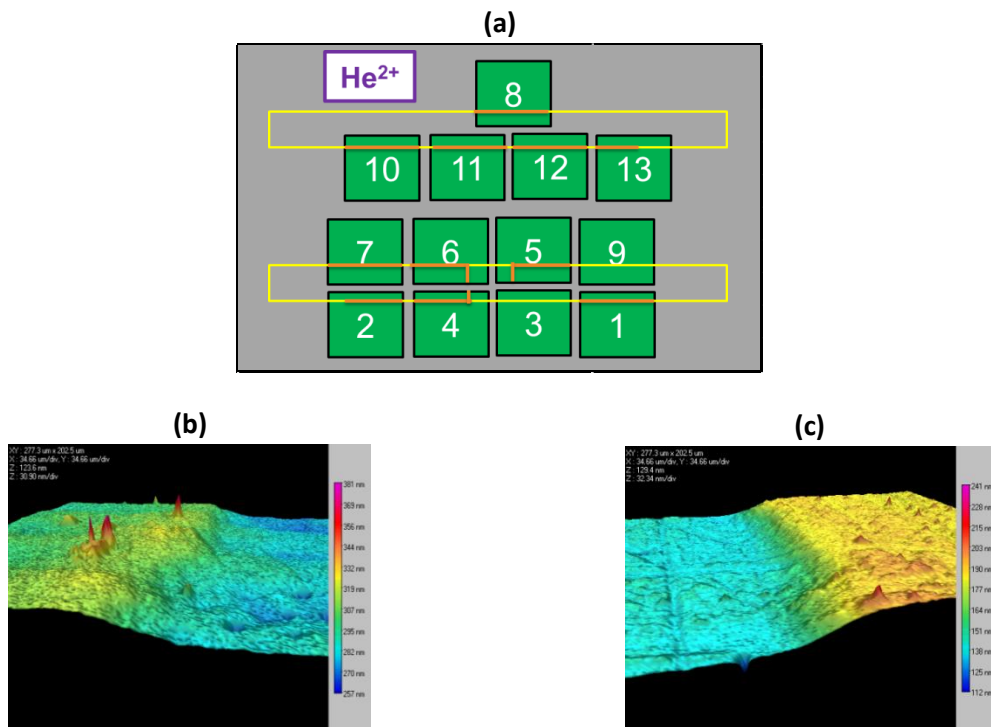 (a)
He²⁺
8
10 11 12 13
7 6 5 9
2 4 3 1
(b)
XY : 277.3 um x 202.5 um
X : 34.66 um/div, Y : 34.66 um/div
Z : 123.6 nm
Z : 30.90 nm/div
381 nm
369 nm
356 nm
344 nm
332 nm
319 nm
307 nm
295 nm
282 nm
270 nm
257 nm
(c)
XY : 277.3 um x 202.5 um
X : 34.66 um/div, Y : 34.66 um/div
Z : 129.4 nm
Z : 32.34 nm/div
241 nm
228 nm
215 nm
203 nm
190 nm
177 nm
164 nm
151 nm
138 nm
125 nm
112 nm